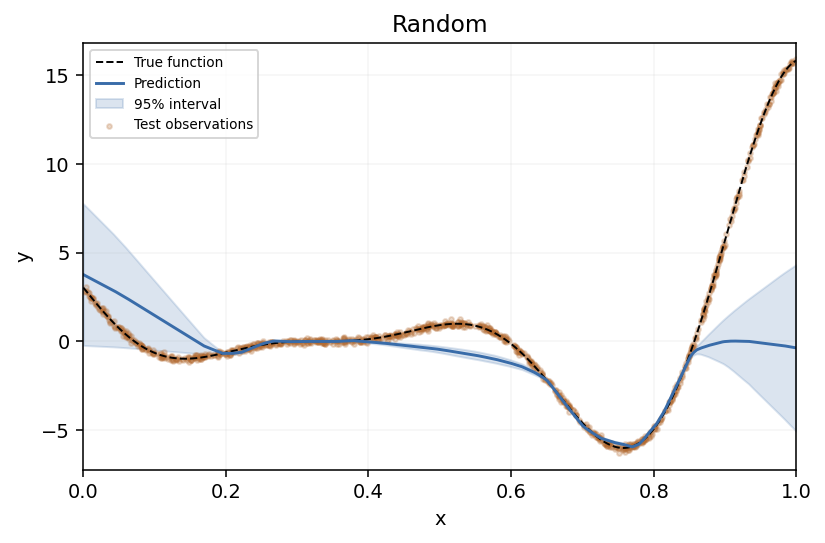 Random
True function
Prediction
95% interval
Test observations
15
10
5
0
−5
y
0.0 0.2 0.4 0.6 0.8 1.0
x